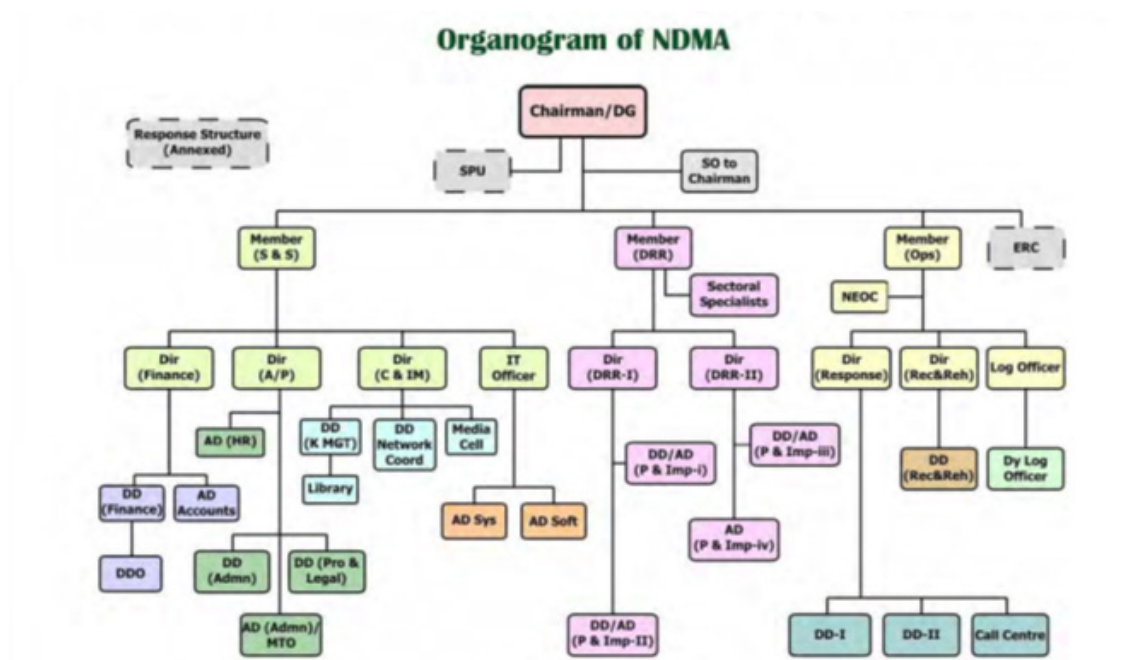 Organogram of NDMA
Chairman/DG
Response Structure
(Annexed)
SPU
SO to
Chairman
Member
(S & S)
Member
(DRR)
Member
(Ops)
ERC
Sectoral
Specialists
NEOC
Dir
(Finance)
Dir
(A/P)
Dir
(C & IM)
IT
Officer
Dir
(DRR-I)
Dir
(DRR-II)
Dir
(Response)
Dir
(Rec&Reh)
Log Officer
AD (HR)
DD
(K MGT)
DD
Network
Coord
Media
Cell
DD/AD
(P & Imp-i)
DD/AD
(P & Imp-iii)
DD
(Rec&Reh)
Dy Log
Officer
Library
DD
(Finance)
AD
Accounts
AD Sys
AD Soft
AD
(P & Imp-iv)
DDO
DD
(Admn)
DD (Pro &
Legal)
AD (Admn)/
MTO
DD/AD
(P & Imp-II)
DD-I
DD-II
Call Centre